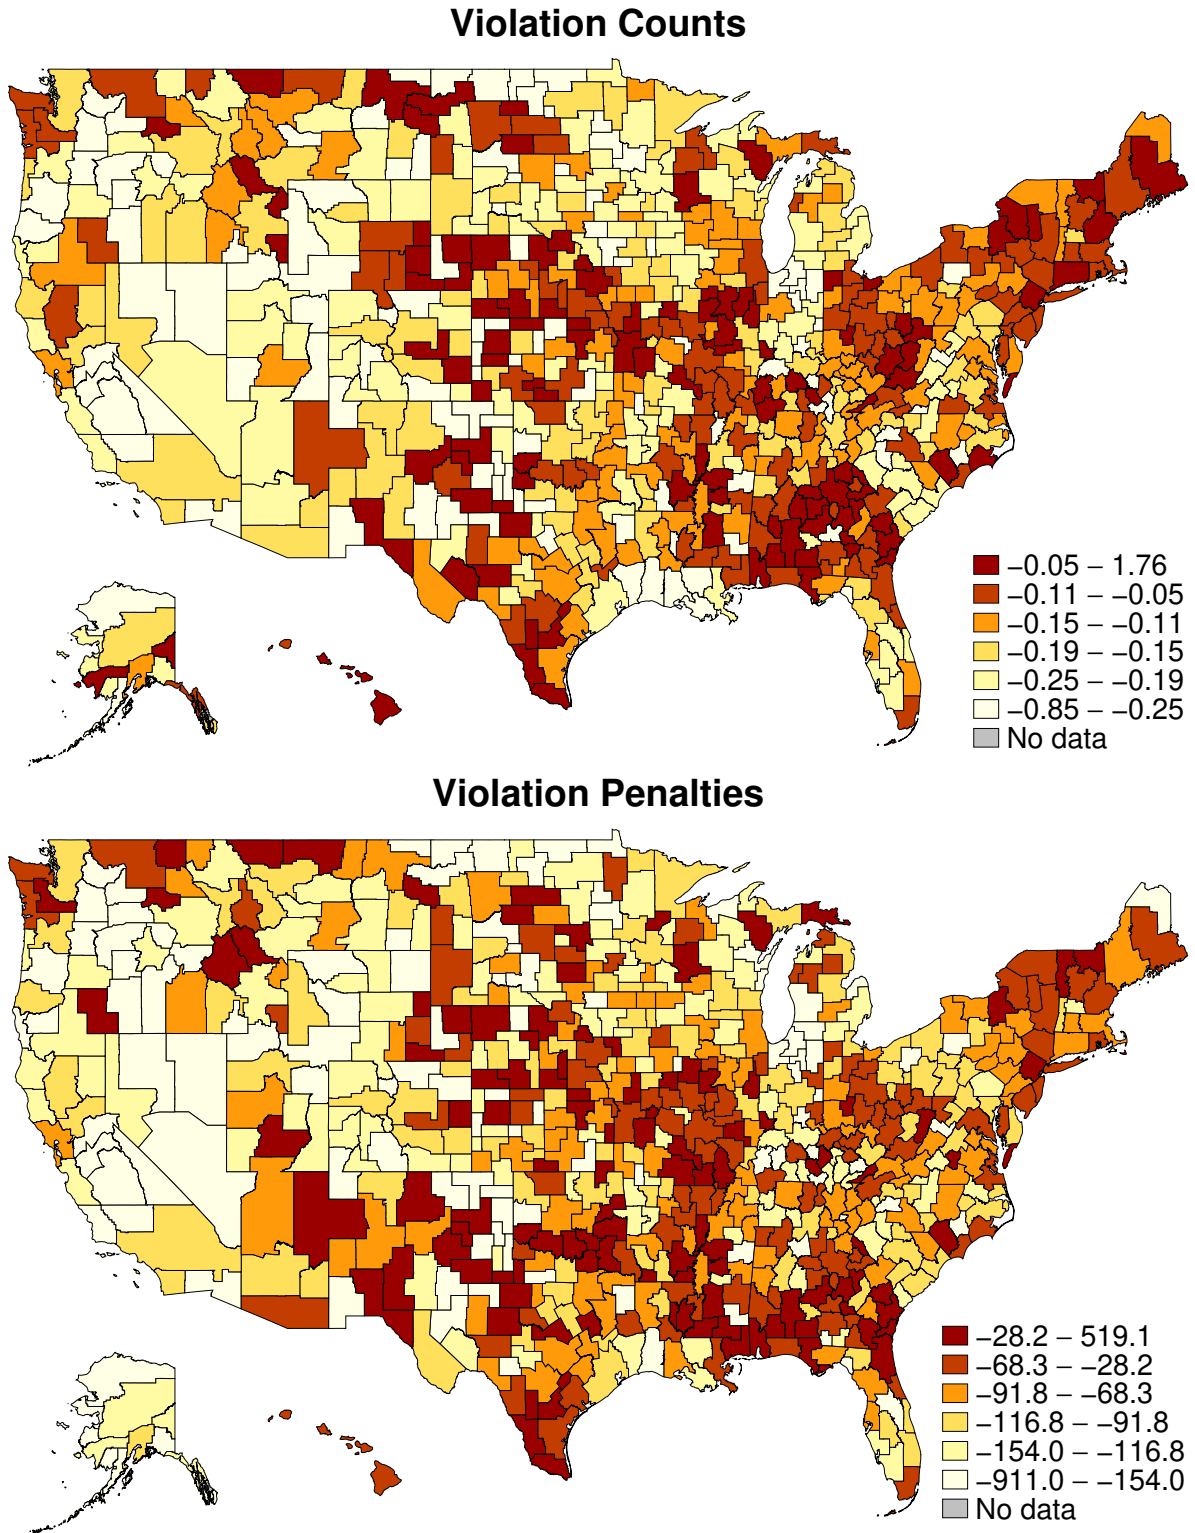 Violation Counts
−0.05 − 1.76
−0.11 − −0.05
−0.15 − −0.11
−0.19 − −0.15
−0.25 − −0.19
−0.85 − −0.25
No data
Violation Penalties
−28.2 − 519.1
−68.3 − −28.2
−91.8 − −68.3
−116.8 − −91.8
−154.0 − −116.8
−911.0 − −154.0
No data